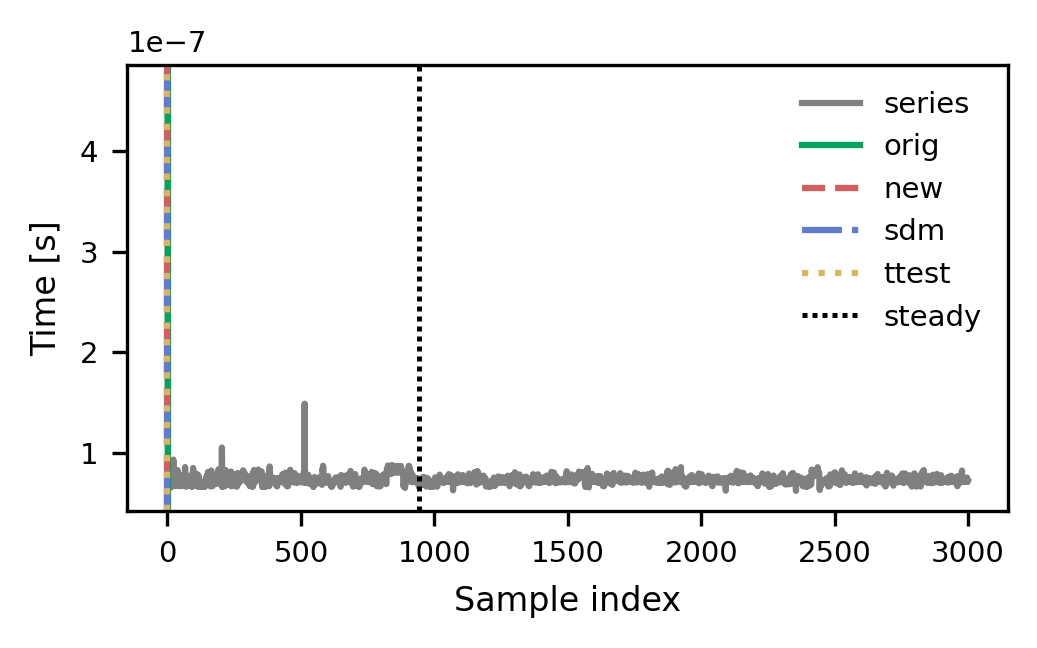 1e−7
Time [s]
4
3
2
1
series
orig
new
sdm
ttest
steady
0 500 1000 1500 2000 2500 3000
Sample index